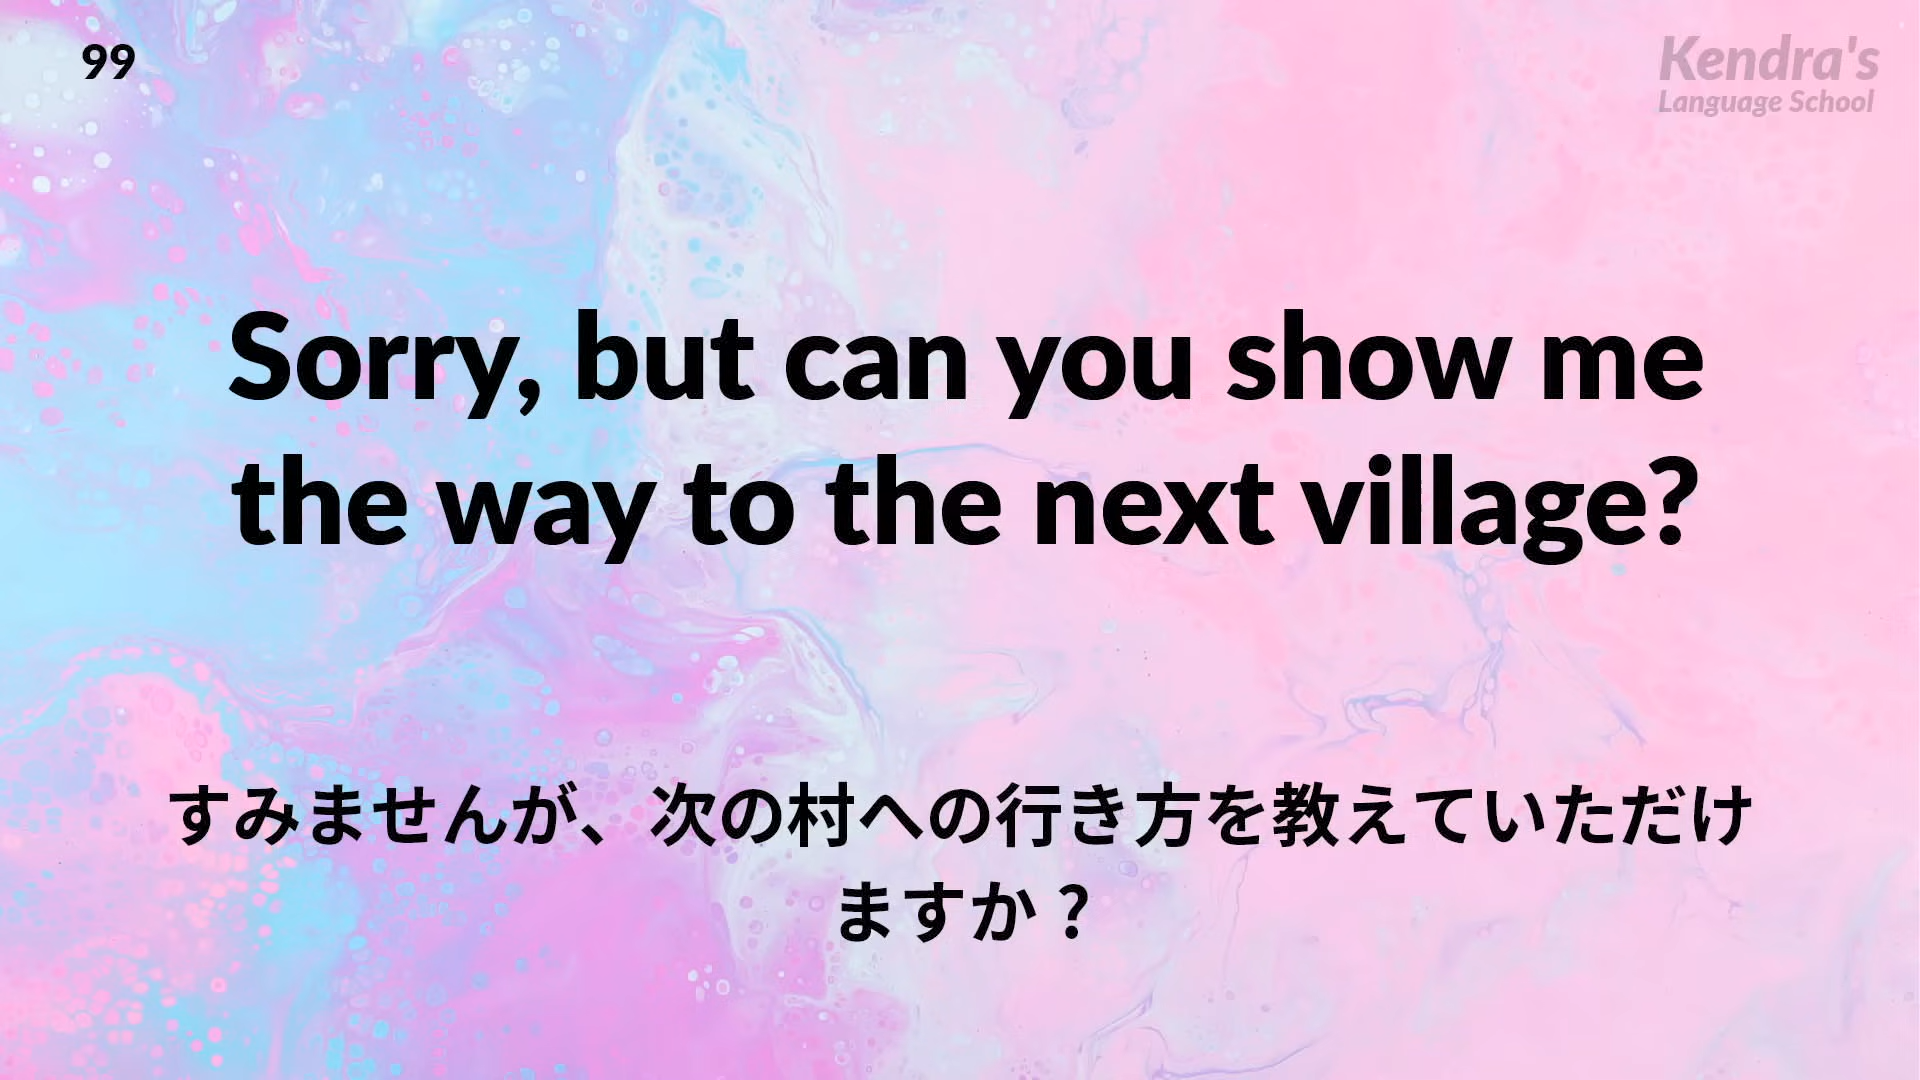 99
Kendra's
Language School
Sorry, but can you show me
the way to the next village?
すみませんが、次の村への行き方を教えていただけ
ますか？